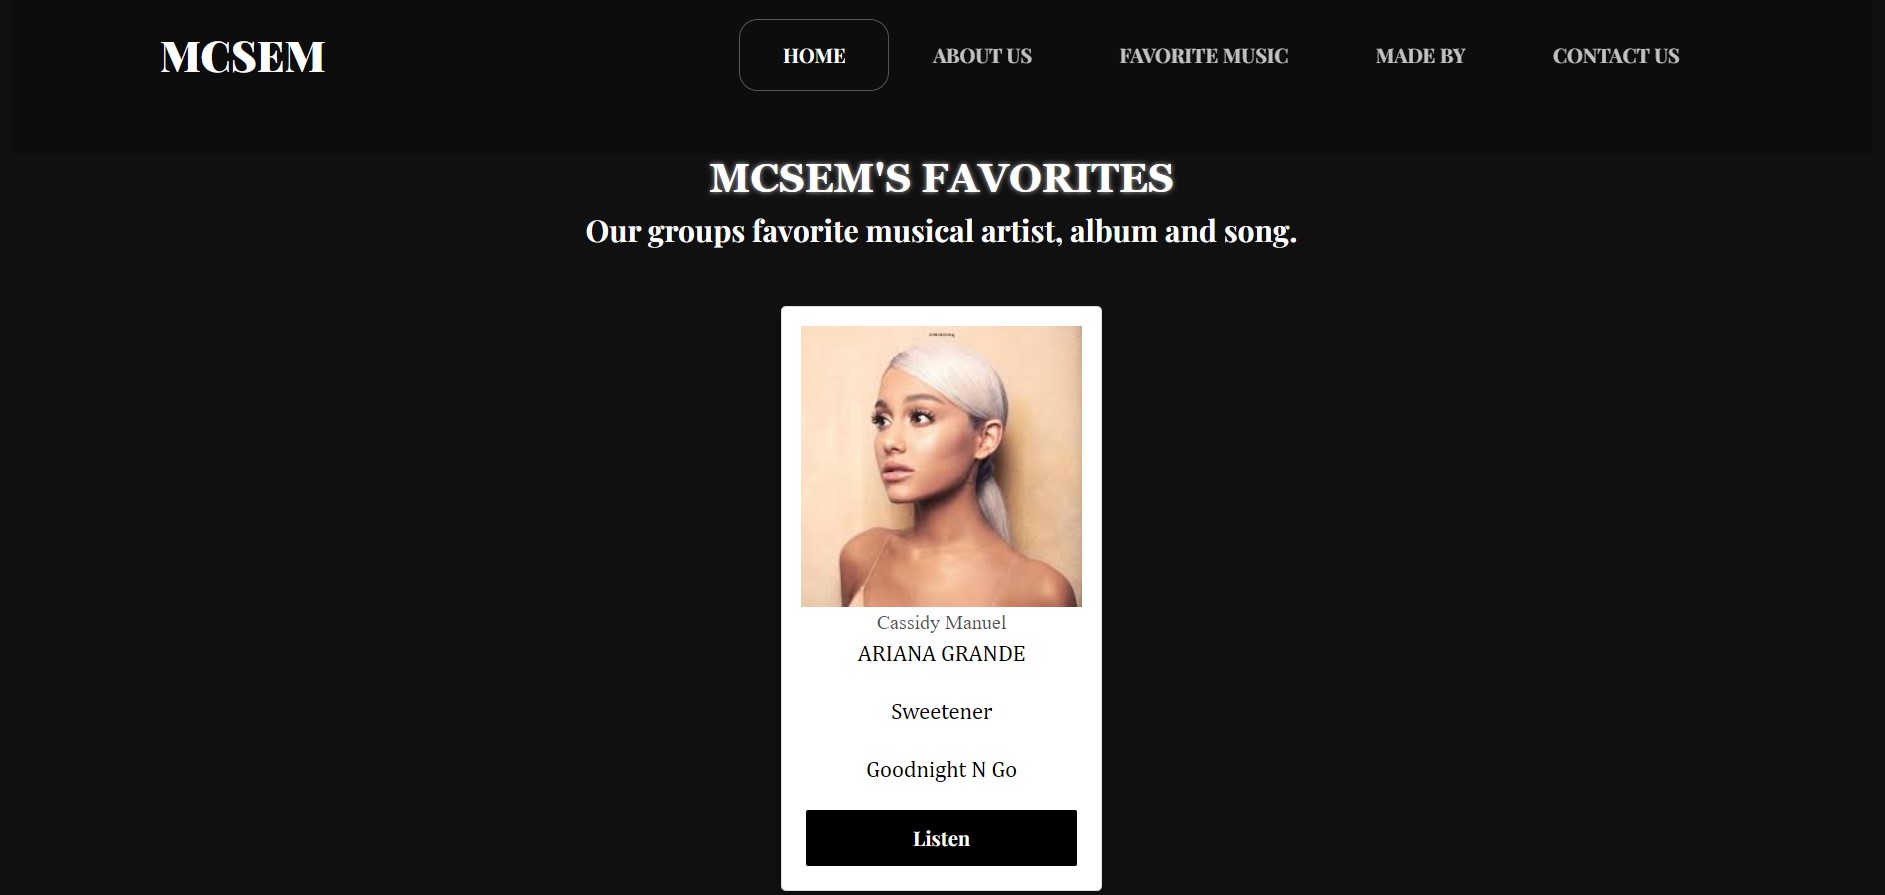 MCSEM
HOME
ABOUT US
FAVORITE MUSIC
MADE BY
CONTACT US
MCSEM'S FAVORITES
Our groups favorite musical artist, album and song.
Cassidy Manuel
ARIANA GRANDE
Sweetener
Goodnight N Go
Listen